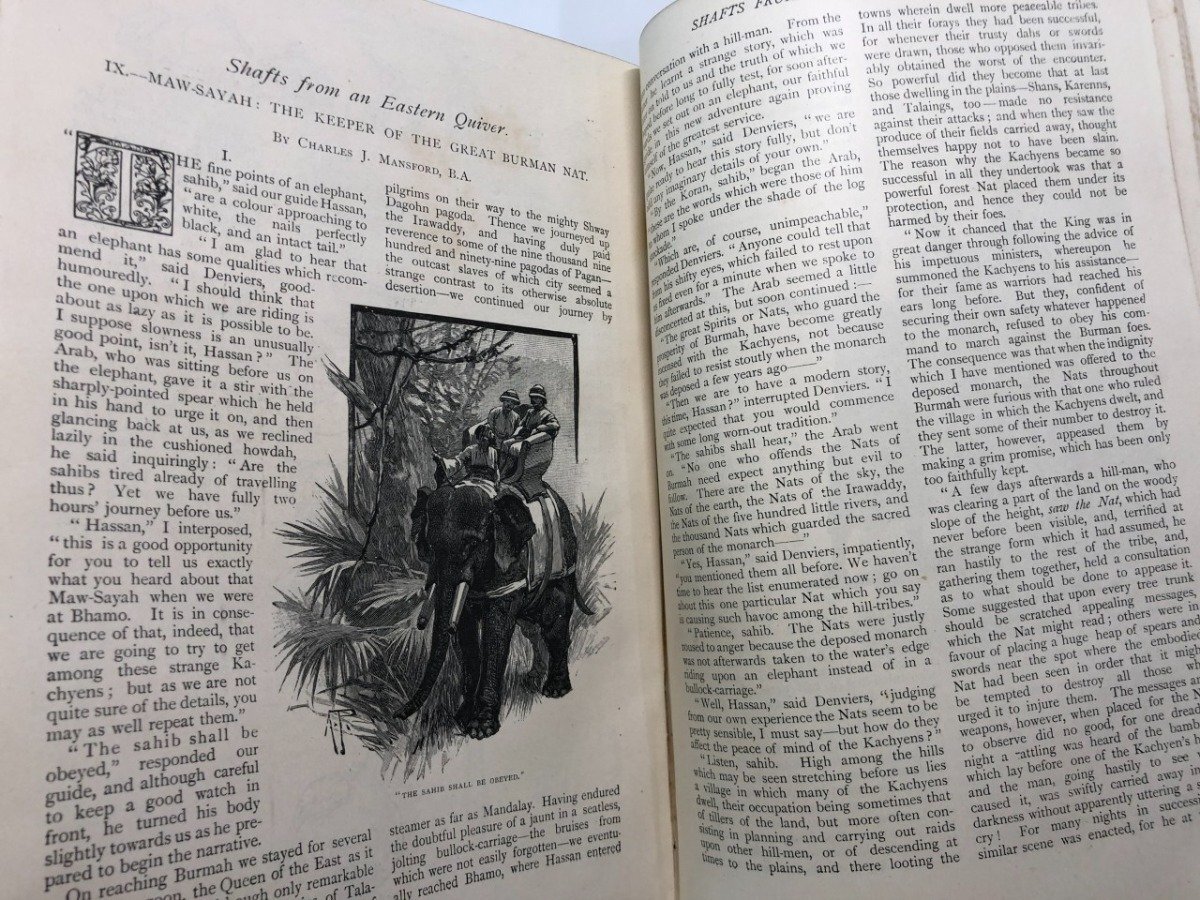 Shafts from an Eastern Quiver.
IX.—MAW-SAYAH: THE KEEPER OF THE GREAT BURMAN NAT.
By Charles J. Mansford, B.A.
I.
"THE fine points of an elephant,
sahib," said our guide Hassan,
"are a colour approaching to
white, the nails perfectly
black, and an intact tail."
"I am glad to hear that
an elephant has some qualities which recom-
mend it," said Denviers, good-
humouredly. "I should think that
the one upon which we are riding is
about as lazy as it is possible to be.
I suppose slowness is an unusually
good point, isn't it, Hassan?" The
Arab, who was sitting before us on
the elephant, gave it a stir with the
sharply-pointed spear which he held
in his hand to urge it on, and then
glancing back at us, as we reclined
lazily in the cushioned howdah,
he said inquiringly: "Are the
sahibs tired already of travelling
thus? Yet we have fully two
hours' journey before us."
"Hassan," I interposed,
"this is a good opportunity
for you to tell us exactly
what you heard about that
Maw-Sayah when we were
at Bhamo. It is in conse-
quence of that, indeed, that
we are going to try to get
among these strange Ka-
chyens; but as we are not
quite sure of the details, you
may as well repeat them."
"The sahib shall be
obeyed," responded our
guide, and although careful
to keep a good watch in
front, he turned his body
slightly towards us as he pre-
pared to begin the narrative.
On reaching Burmah we stayed for several
the Queen of the East as it
only remarkable
of Tala-
pilgrims on their way to the mighty Shway
Dagohn pagoda. Thence we journeyed up
the Irawaddy, and having duly paid
reverence to some of the nine thousand nine
hundred and ninety-nine pagodas of Pagan—
the outcast slaves of which city seemed a
strange contrast to its otherwise absolute
desertion—we continued our journey by
"THE SAHIB SHALL BE OBEYED."
steamer as far as Mandalay. Having endured
the doubtful pleasure of a jaunt in a seatless,
jolting bullock-carriage—the bruises from
which were not easily forgotten—we eventu-
ally reached Bhamo, where Hassan entered
SHAFTS
conversation with a hill-man. From the
learnt a strange story, which was
told to us and the truth of which we
before long to fully test, for soon after-
we set out on an elephant, our faithful
in this new adventure again proving
of the greatest service.
"Now, Hassan," said Denviers, "we are
ready to hear this story fully, but don't
any imaginary details of your own."
"By the Koran, sahib," began the Arab,
"these are the words which were those of him
whom I spoke under the shade of the log
"Which are, of course, unimpeachable,"
responded Denviers. "Anyone could tell that
from his shifty eyes, which failed to rest upon
fixed even for a minute when we spoke to
him afterwards." The Arab seemed a little
disconcerted at this, but soon continued:—
"The great Spirits or Nats, who guard the
prosperity of Burmah, have become greatly
incensed with the Kachyens, not because
they failed to resist stoutly when the monarch
was deposed a few years ago——"
"Then we are to have a modern story,
this time, Hassan?" interrupted Denviers. "I
quite expected that you would commence
with some long worn-out tradition."
"The sahibs shall hear," the Arab went
on. "No one who offends the Nats of
Burmah need expect anything but evil to
follow. There are the Nats of the sky, the
Nats of the earth, the Nats of the Irawaddy,
the Nats of the five hundred little rivers, and
the thousand Nats which guarded the sacred
person of the monarch——"
"Yes, Hassan," said Denviers, impatiently,
"you mentioned them all before. We haven't
time to hear the list enumerated now; go on
about this one particular Nat which you say
is causing such havoc among the hill-tribes."
"Patience, sahib. The Nats were justly
roused to anger because the deposed monarch
was not afterwards taken to the water's edge
riding upon an elephant instead of in a
bullock-carriage."
"Well, Hassan," said Denviers, "judging
from our own experience the Nats seem to be
pretty sensible, I must say—but how do they
affect the peace of mind of the Kachyens?"
"Listen, sahib. High among the hills
which may be seen stretching before us lies
a village in which many of the Kachyens
dwell, their occupation being sometimes that
of tillers of the land, but more often con-
sisting in planning and carrying out raids
upon other hill-men, or of descending at
times to the plains, and there looting the
towns wherein dwell more peaceable tribes.
In all their forays they had been successful,
for whenever their trusty dahs or swords
were drawn, those who opposed them invari-
ably obtained the worst of the encounter.
So powerful did they become that at last
those dwelling in the plains—Shans, Karenns,
and Talaings, too—made no resistance
against their attacks; and when they saw the
produce of their fields carried away, thought
themselves happy not to have been slain.
The reason why the Kachyens became so
successful in all they undertook was that a
powerful forest Nat placed them under its
protection, and hence they could not be
harmed by their foes.
"Now it chanced that the King was in
great danger through following the advice of
his impetuous ministers, whereupon he
summoned the Kachyens to his assistance—
for their fame as warriors had reached his
ears long before. But they, confident of
securing their own safety whatever happened
to the monarch, refused to obey his com-
mand to march against the Burman foes.
The consequence was that when the indignity
which I have mentioned was offered to the
deposed monarch, the Nats throughout
Burmah were furious with that one who ruled
the village in which the Kachyens dwelt, and
they sent some of their number to destroy it.
The latter, however, appeased them by
making a grim promise, which has been only
too faithfully kept.
"A few days afterwards a hill-man, who
was clearing a part of the land on the woody
slope of the height, saw the Nat, which had
never before been visible, and, terrified at
the strange form which it had assumed, he
ran hastily to the rest of the tribe, and,
gathering them together, held a consultation
as to what should be done to appease it.
Some suggested that upon every tree trunk
should be scratched appealing messages,
which the Nat might read; others were in
favour of placing a huge heap of spears and
swords near the spot where the embodied
Nat had been seen in order that it might
be tempted to destroy all those who
urged it to injure them. The messages and
weapons, however, when placed for the
to observe did no good, for one dread
night a rattling was heard of the
which lay before one of the Kachyen's
and the man, going hastily to see
caused it, was swiftly carried away in
darkness without apparently uttering a
cry! For many nights in succession
similar scene was enacted, for he at